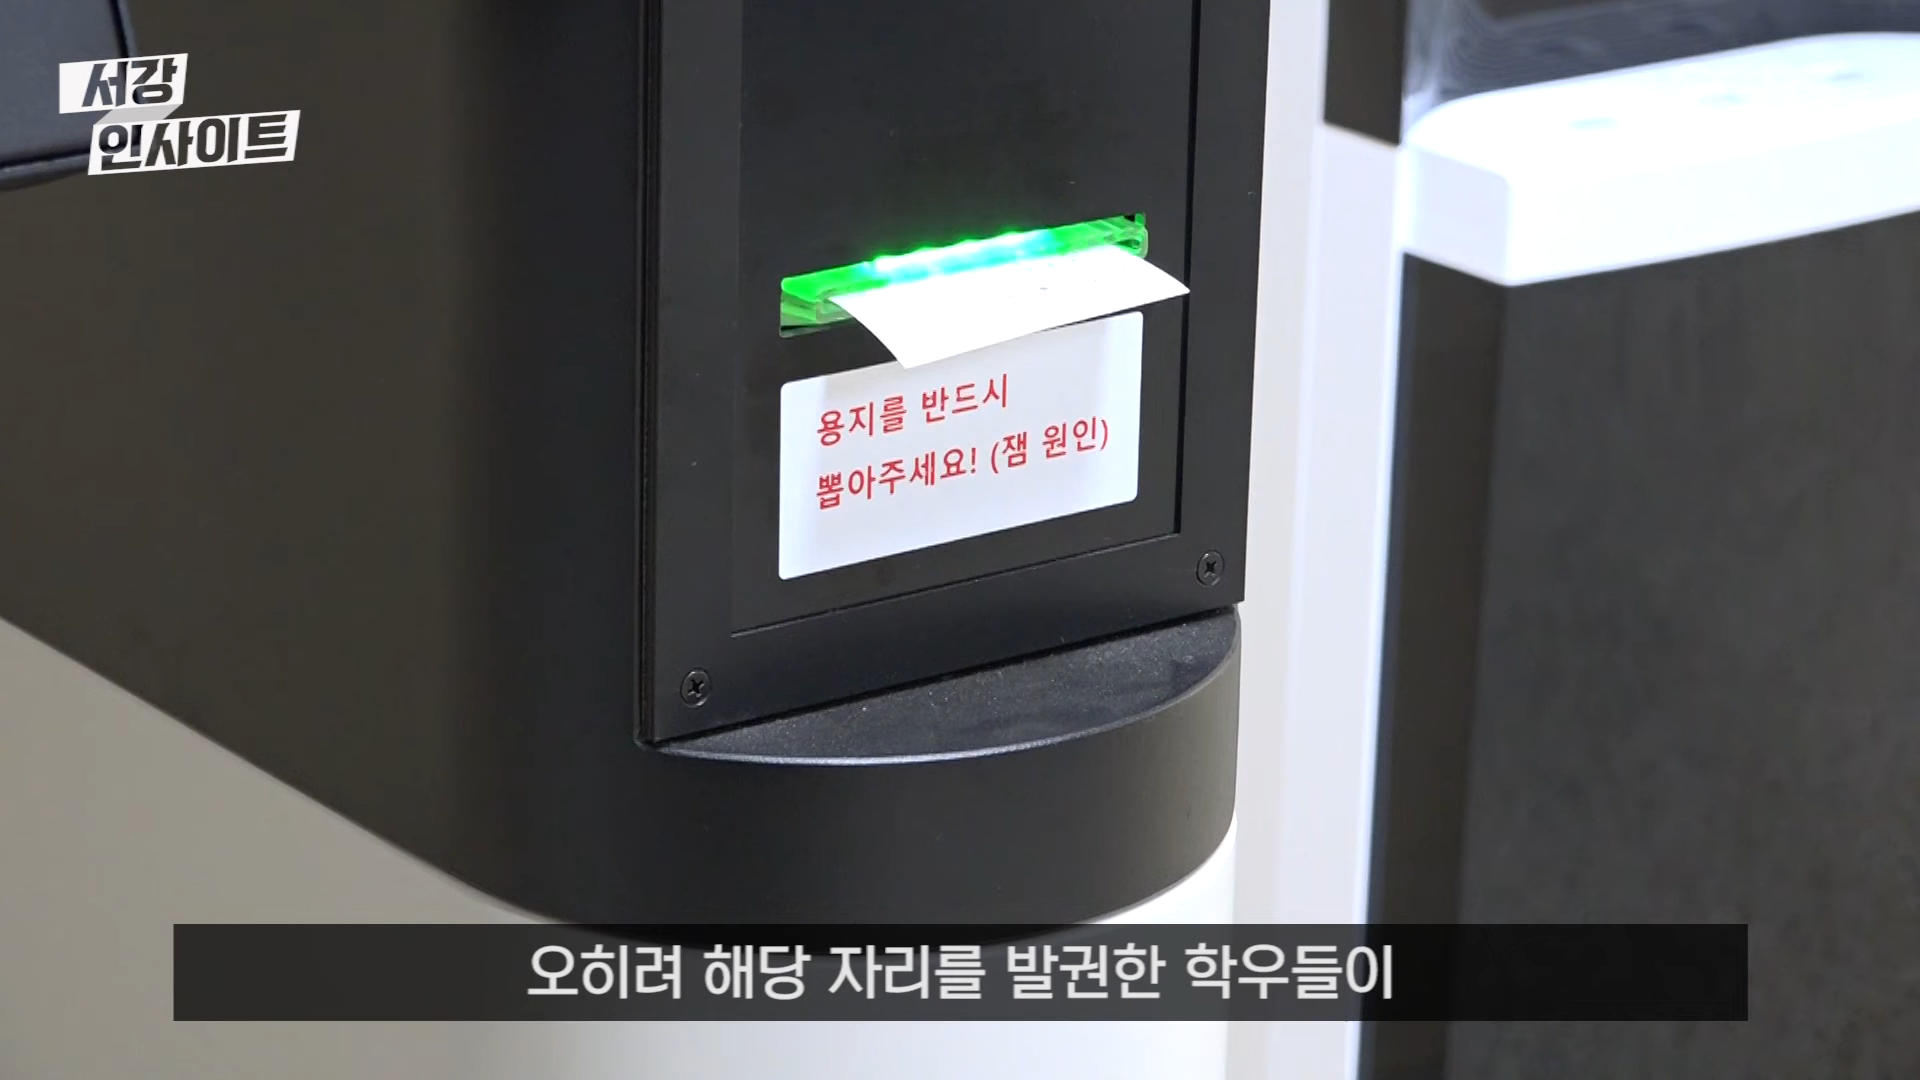 서강
인사이트
용지를 반드시
뽑아주세요! (잼 원인)
오히려 해당 자리를 발권한 학우들이